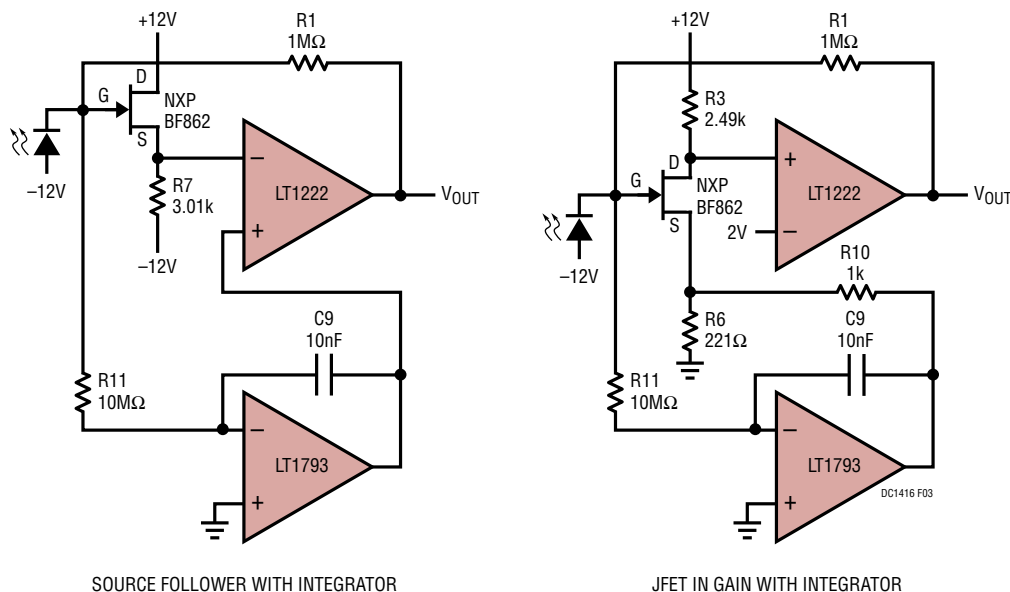 +12V
R1
1MΩ
D
G
NXP
BF862
S
–12V
R7
3.01k
–12V
–
LT1222
+
VOUT
C9
10nF
R11
10MΩ
–
LT1793
+
SOURCE FOLLOWER WITH INTEGRATOR
+12V
R1
1MΩ
R3
2.49k
D
G
NXP
BF862
S
–12V
+
LT1222
2V
–
VOUT
R10
1k
R6
221Ω
C9
10nF
R11
10MΩ
–
LT1793
+
DC1416 F03
JFET IN GAIN WITH INTEGRATOR